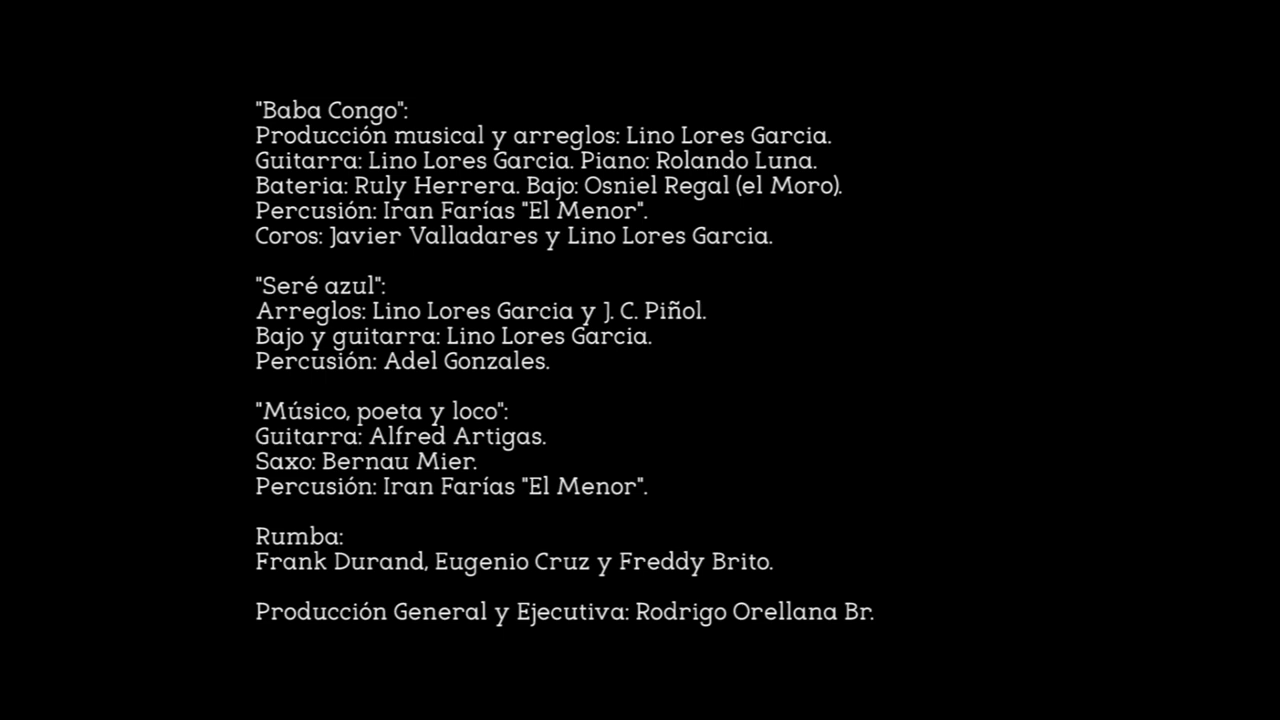 "Baba Congo":
Producción musical y arreglos: Lino Lores Garcia.
Guitarra: Lino Lores Garcia. Piano: Rolando Luna.
Bateria: Ruly Herrera. Bajo: Osniel Regal (el Moro).
Percusión: Iran Farías "El Menor".
Coros: Javier Valladares y Lino Lores Garcia.
"Seré azul":
Arreglos: Lino Lores Garcia y J. C. Piñol.
Bajo y guitarra: Lino Lores Garcia.
Percusión: Adel Gonzales.
"Músico, poeta y loco":
Guitarra: Alfred Artigas.
Saxo: Bernau Mier.
Percusión: Iran Farías "El Menor".
Rumba:
Frank Durand, Eugenio Cruz y Freddy Brito.
Producción General y Ejecutiva: Rodrigo Orellana Br.